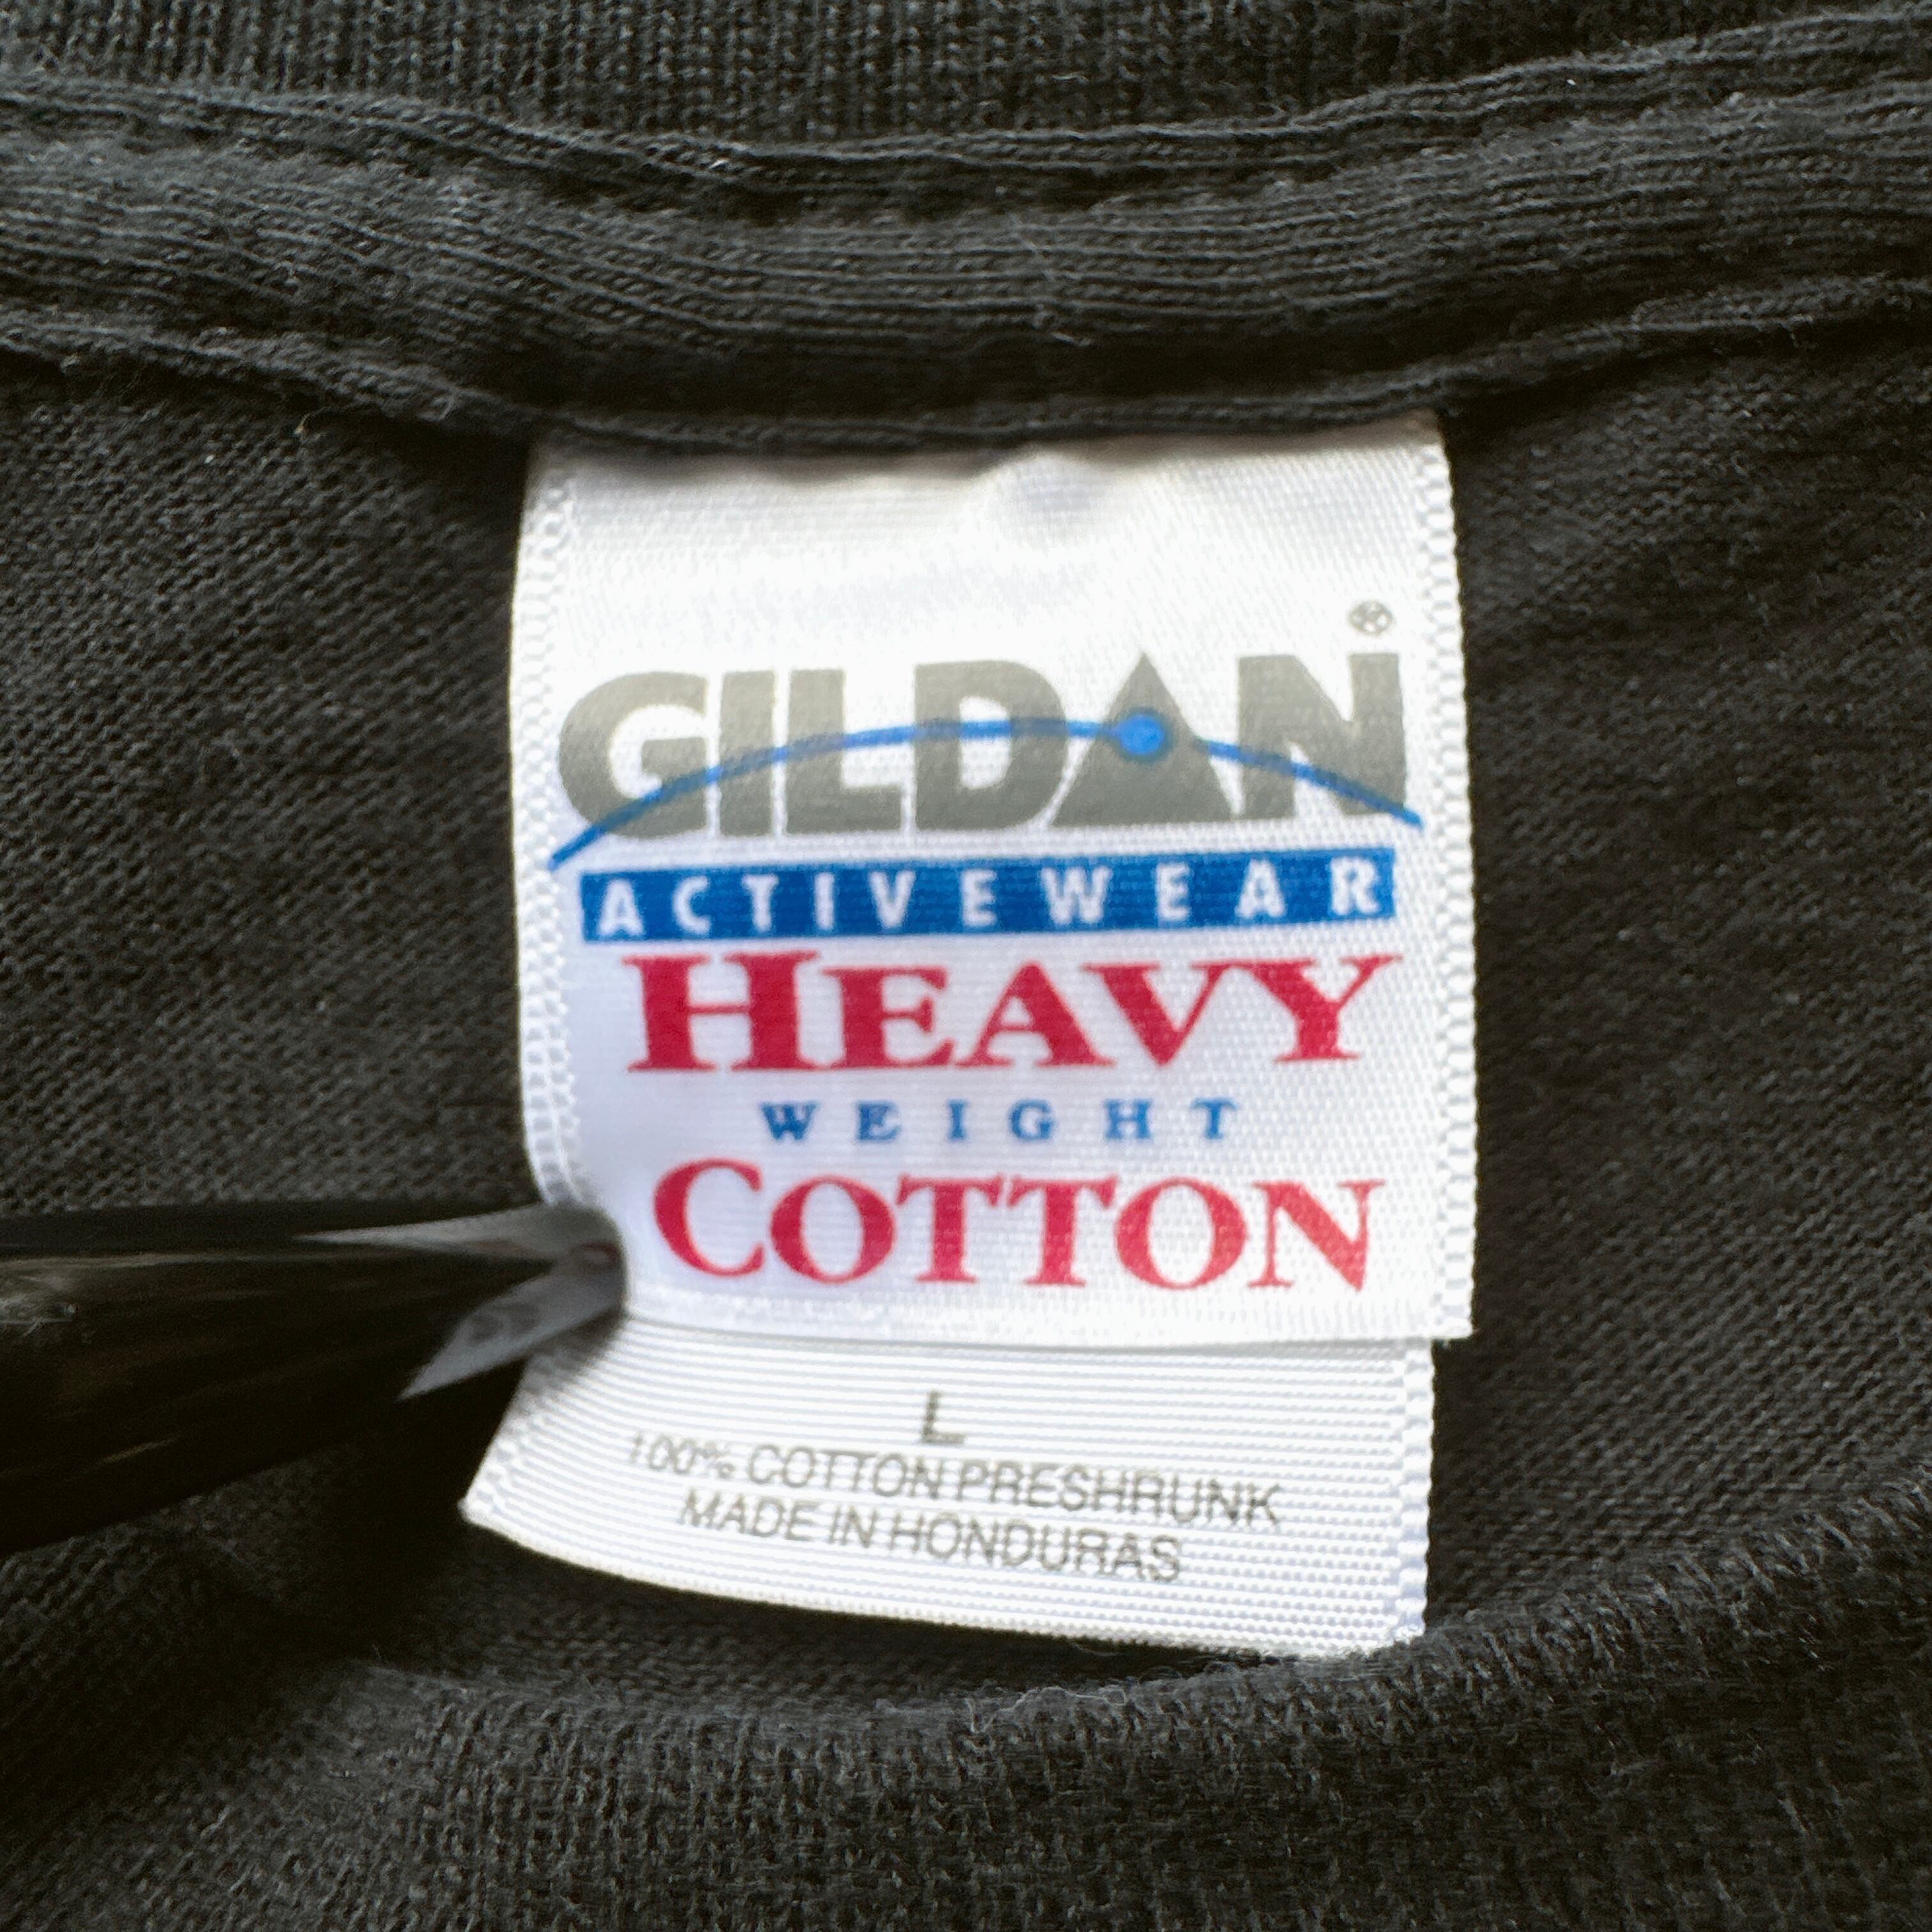 GILDAN®
ACTIVEWEAR
HEAVY
WEIGHT
COTTON
L
100% COTTON PRESHRUNK
MADE IN HONDURAS